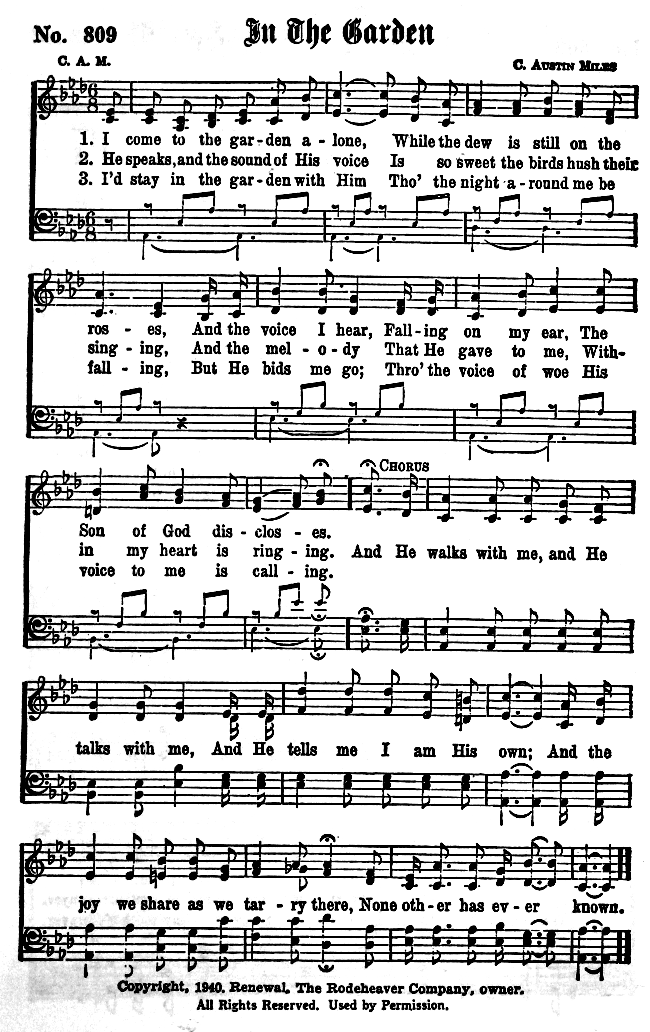 No. 809 In The Garden
C. A. M. C. Austin Miles
1. I come to the gar-den a-lone, While the dew is still on the
2. He speaks, and the sound of His voice Is so sweet the birds hush their
3. I'd stay in the gar-den with Him Tho' the night a-round me be
ros - es, And the voice I hear, Fall-ing on my ear, The
sing - ing, And the mel - o - dy That He gave to me, With-
fall - ing, But He bids me go; Thro' the voice of woe His
CHORUS
Son of God dis - clos - es.
in my heart is ring - ing. And He walks with me, and He
voice to me is call - ing.
talks with me, And He tells me I am His own; And the
joy we share as we tar - ry there, None oth-er has ev-er known.
Copyright, 1940. Renewal. The Rodeheaver Company, owner.
All Rights Reserved. Used by Permission.